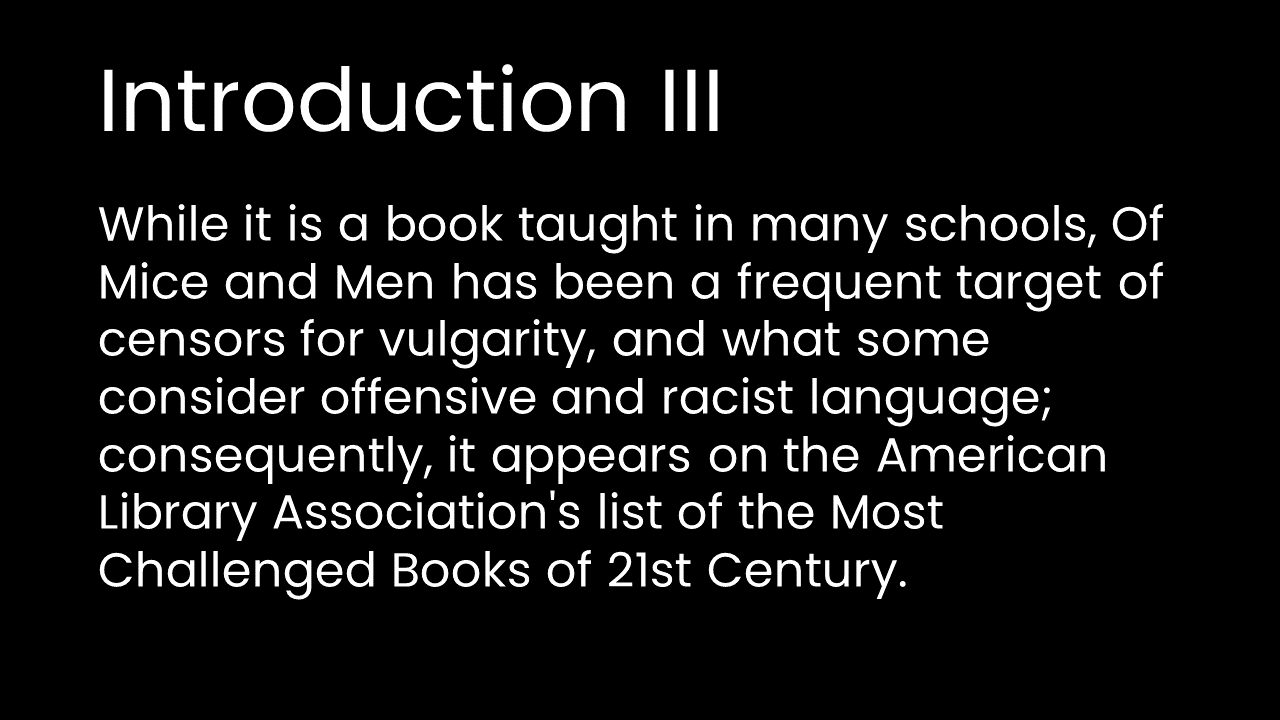 Introduction III
While it is a book taught in many schools, Of
Mice and Men has been a frequent target of
censors for vulgarity, and what some
consider offensive and racist language;
consequently, it appears on the American
Library Association's list of the Most
Challenged Books of 21st Century.